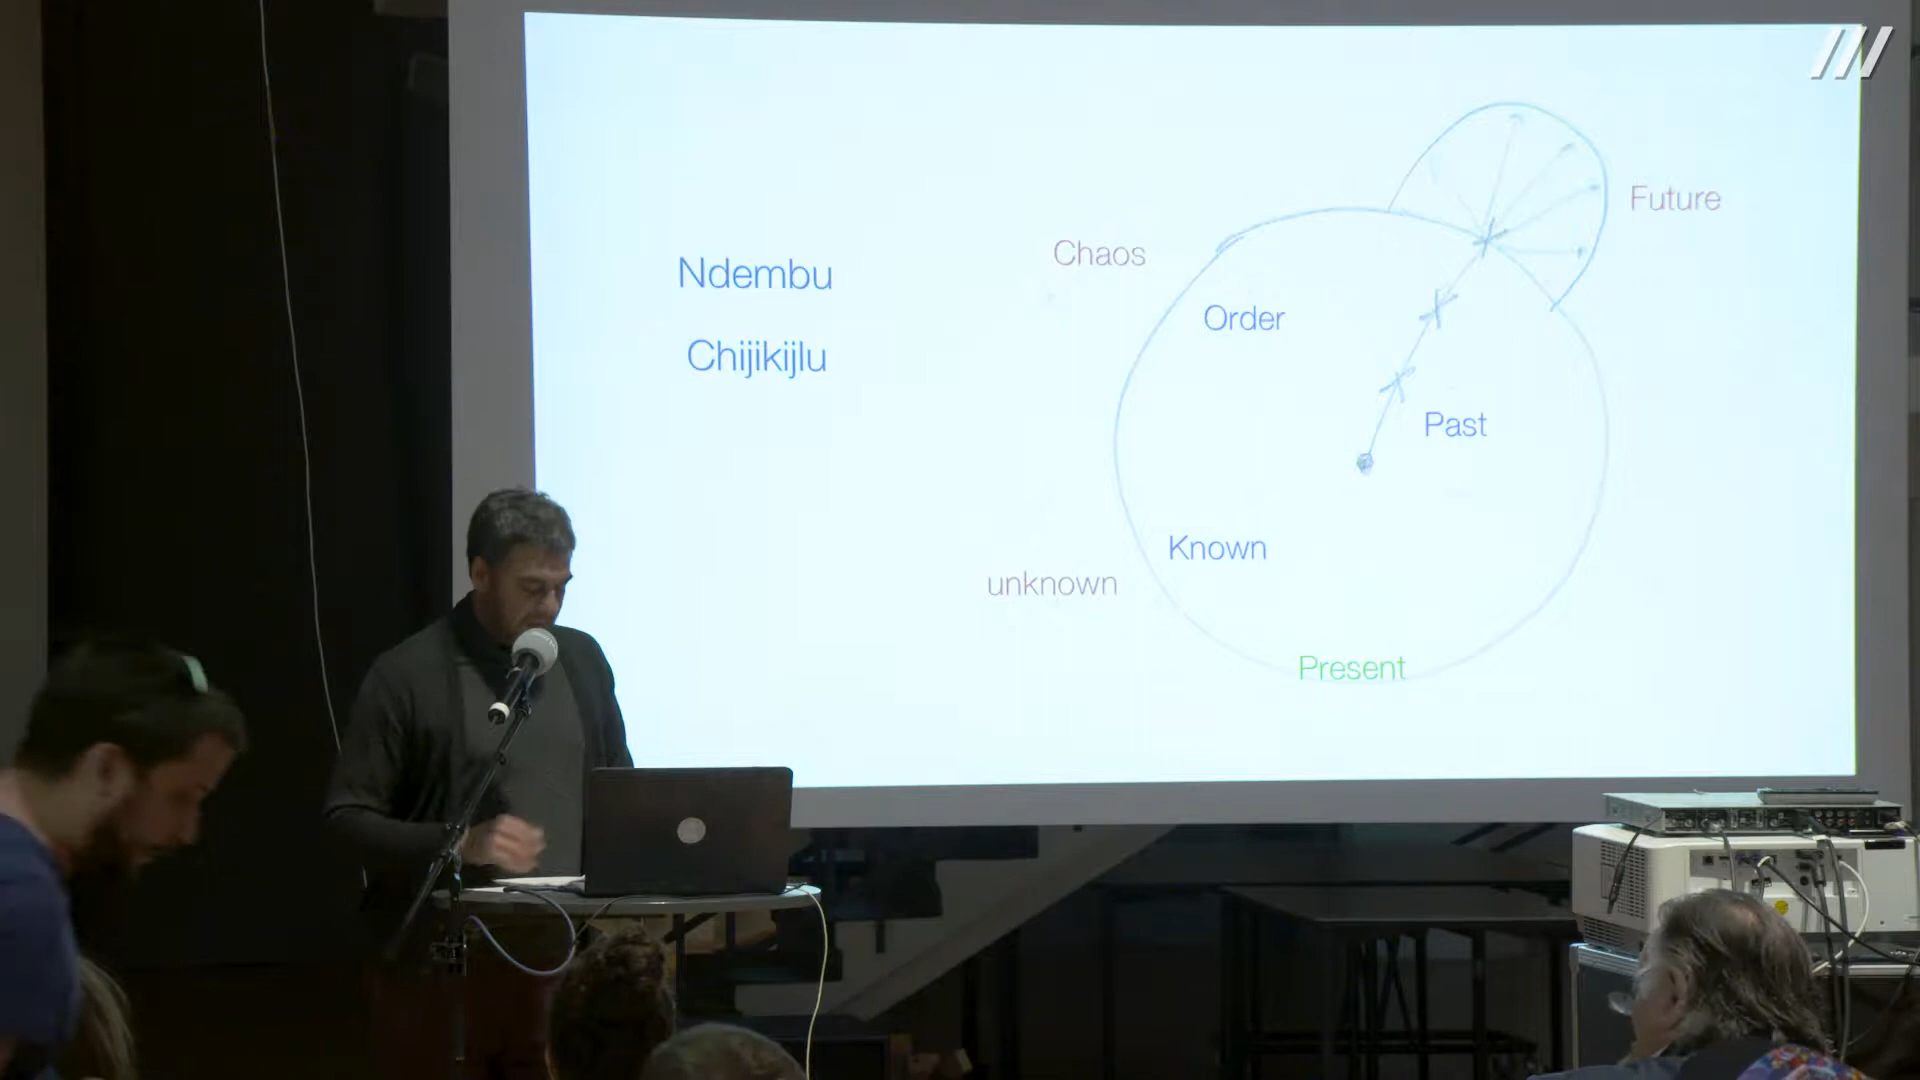 Ndembu
Chijikijlu
Chaos
Order
Future
Past
Known
unknown
Present